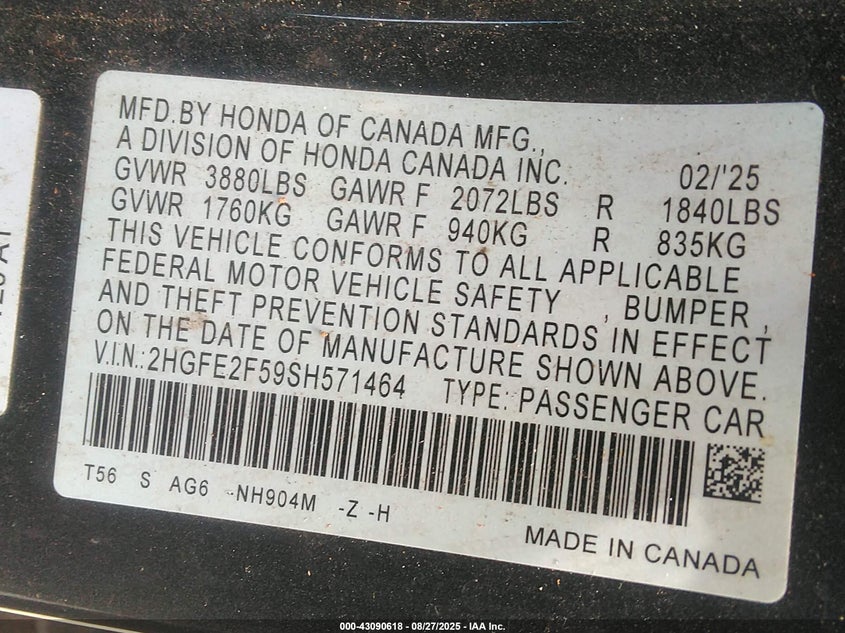 MFD.BY HONDA OF CANADA MFG.,
A DIVISION OF HONDA CANADA INC. 02/'25
GVWR 3880LBS GAWR F 2072LBS R 1840LBS
GVWR 1760KG GAWR F 940KG R 835KG
THIS VEHICLE CONFORMS TO ALL APPLICABLE
FEDERAL MOTOR VEHICLE SAFETY , BUMPER ,
AND THEFT PREVENTION STANDARDS IN EFFECT
ON THE DATE OF MANUFACTURE SHOWN ABOVE.
V.I.N.:2HGFE2F59SH571464 TYPE: PASSENGER CAR
T56 S AG6 -NH904M -Z -H
MADE IN CANADA
000-43090618 - 08/27/2025 - IAA Inc.